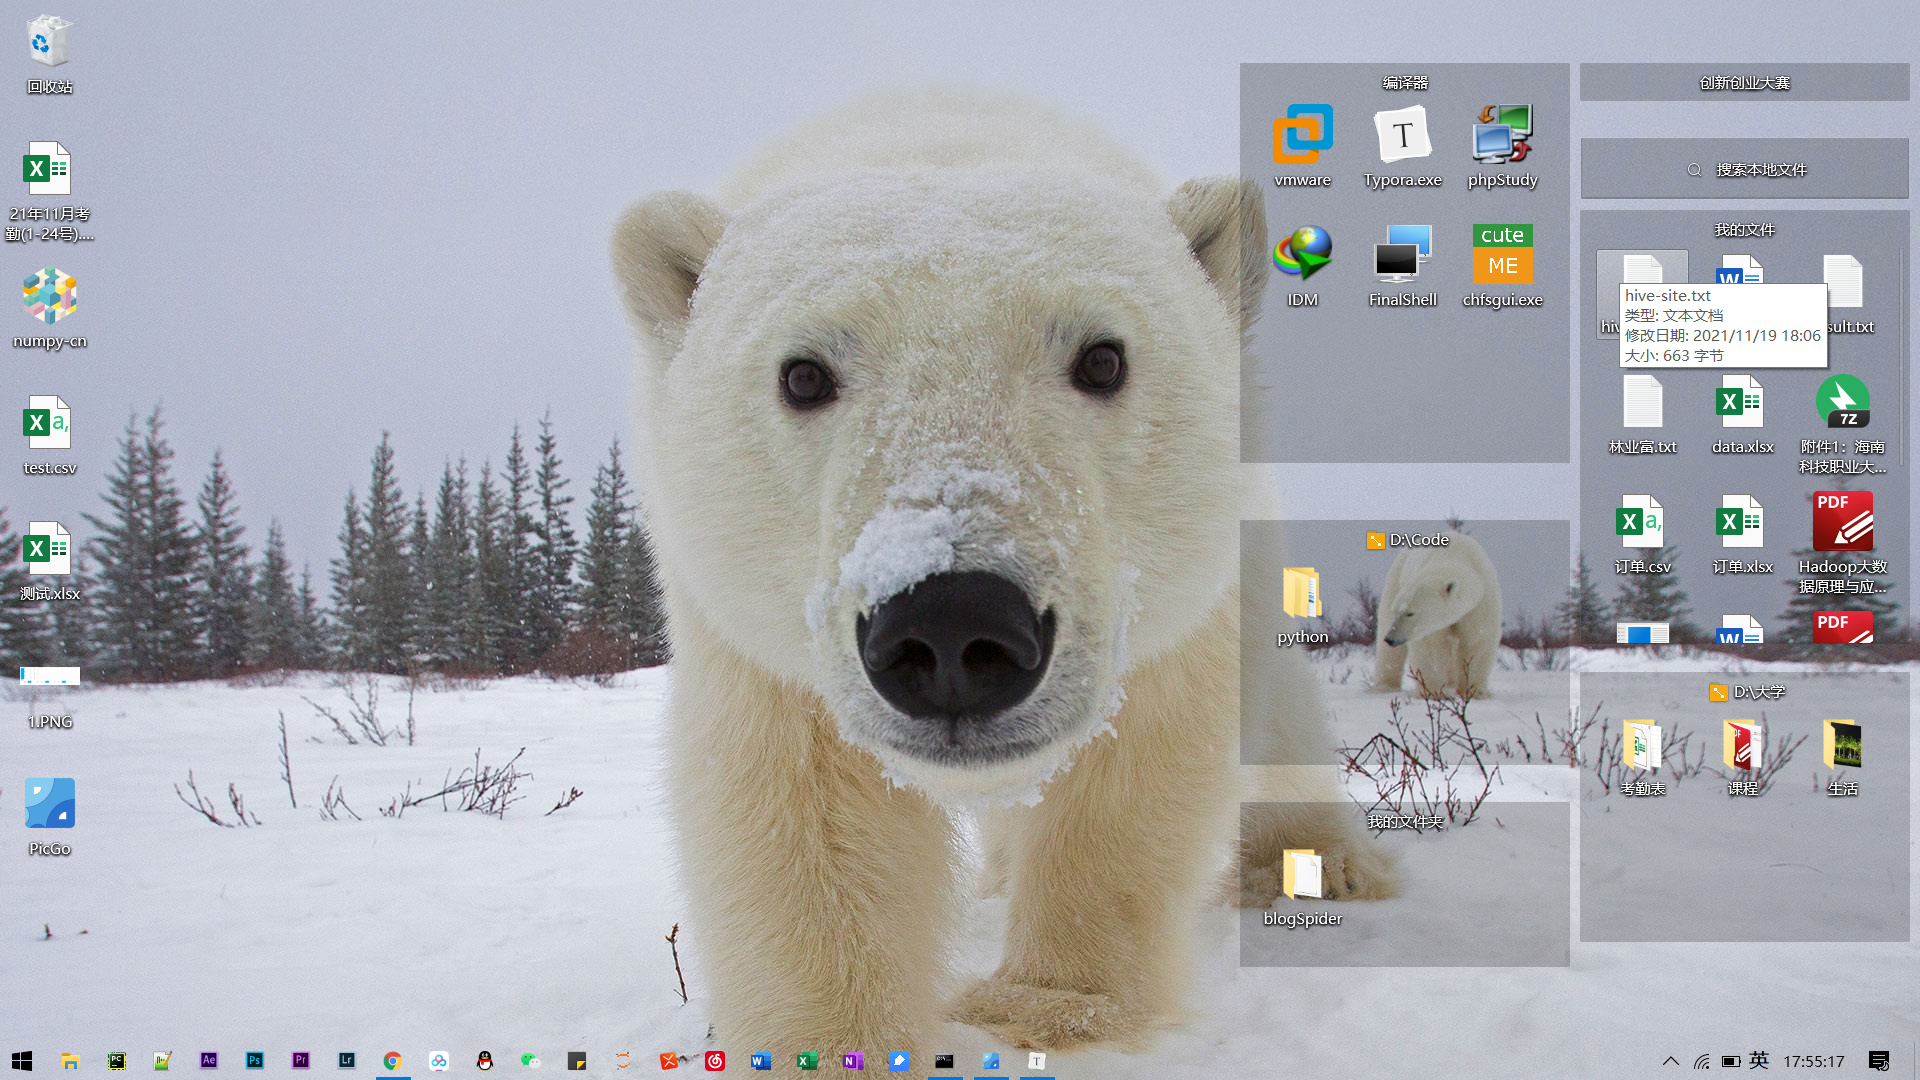 回收站
21年11月考
勤(1-24号)....
numpy-cn
test.csv
测试.xlsx
1.PNG
PicGo
编译器
vmware
Typora.exe
phpStudy
IDM
FinalShell
cute
ME
chfsgui.exe
D:\Code
python
我的文件夹
blogSpider
创新创业大赛
搜索本地文件
我的文件
hive-site.txt
类型: 文本文档
修改日期: 2021/11/19 18:06
大小: 663 字节
hiv
sult.txt
林业富.txt
data.xlsx
7Z
附件1：海南
科技职业大...
订单.csv
订单.xlsx
PDF
Hadoop大数
据原理与应...
PDF
D:\大学
考勤表
课程
生活
英
17:55:17